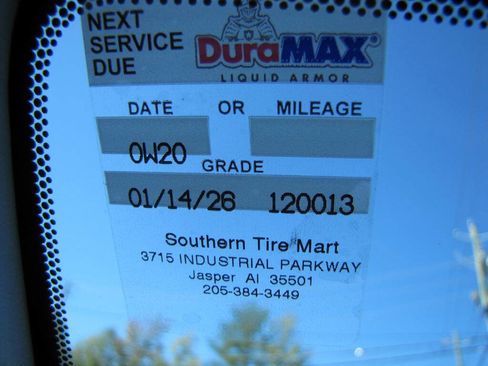 NEXT
SERVICE
DUE
DuraMAX
LIQUID ARMOR
DATE OR MILEAGE
0W20
GRADE
01/14/26 120013
Southern Tire Mart
3715 INDUSTRIAL PARKWAY
Jasper Al 35501
205-384-3449